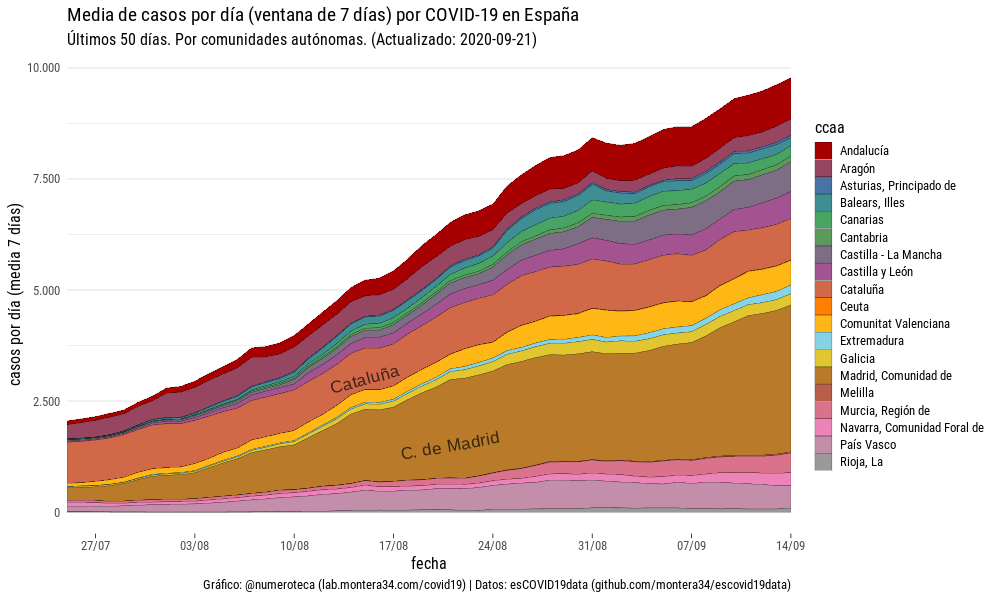 Media de casos por día (ventana de 7 días) por COVID-19 en España
Últimos 50 días. Por comunidades autónomas. (Actualizado: 2020-09-21)
casos por día (media 7 días)
10.000
7.500
5.000
2.500
0
Cataluña
C. de Madrid
27/07
03/08
10/08
17/08
24/08
31/08
07/09
14/09
fecha
ccaa
Andalucía
Aragón
Asturias, Principado de
Balears, Illes
Canarias
Cantabria
Castilla - La Mancha
Castilla y León
Cataluña
Ceuta
Comunitat Valenciana
Extremadura
Galicia
Madrid, Comunidad de
Melilla
Murcia, Región de
Navarra, Comunidad Foral de
País Vasco
Rioja, La
Gráfico: @numeroteca (lab.montera34.com/covid19) | Datos: esCOVID19data (github.com/montera34/escovid19data)